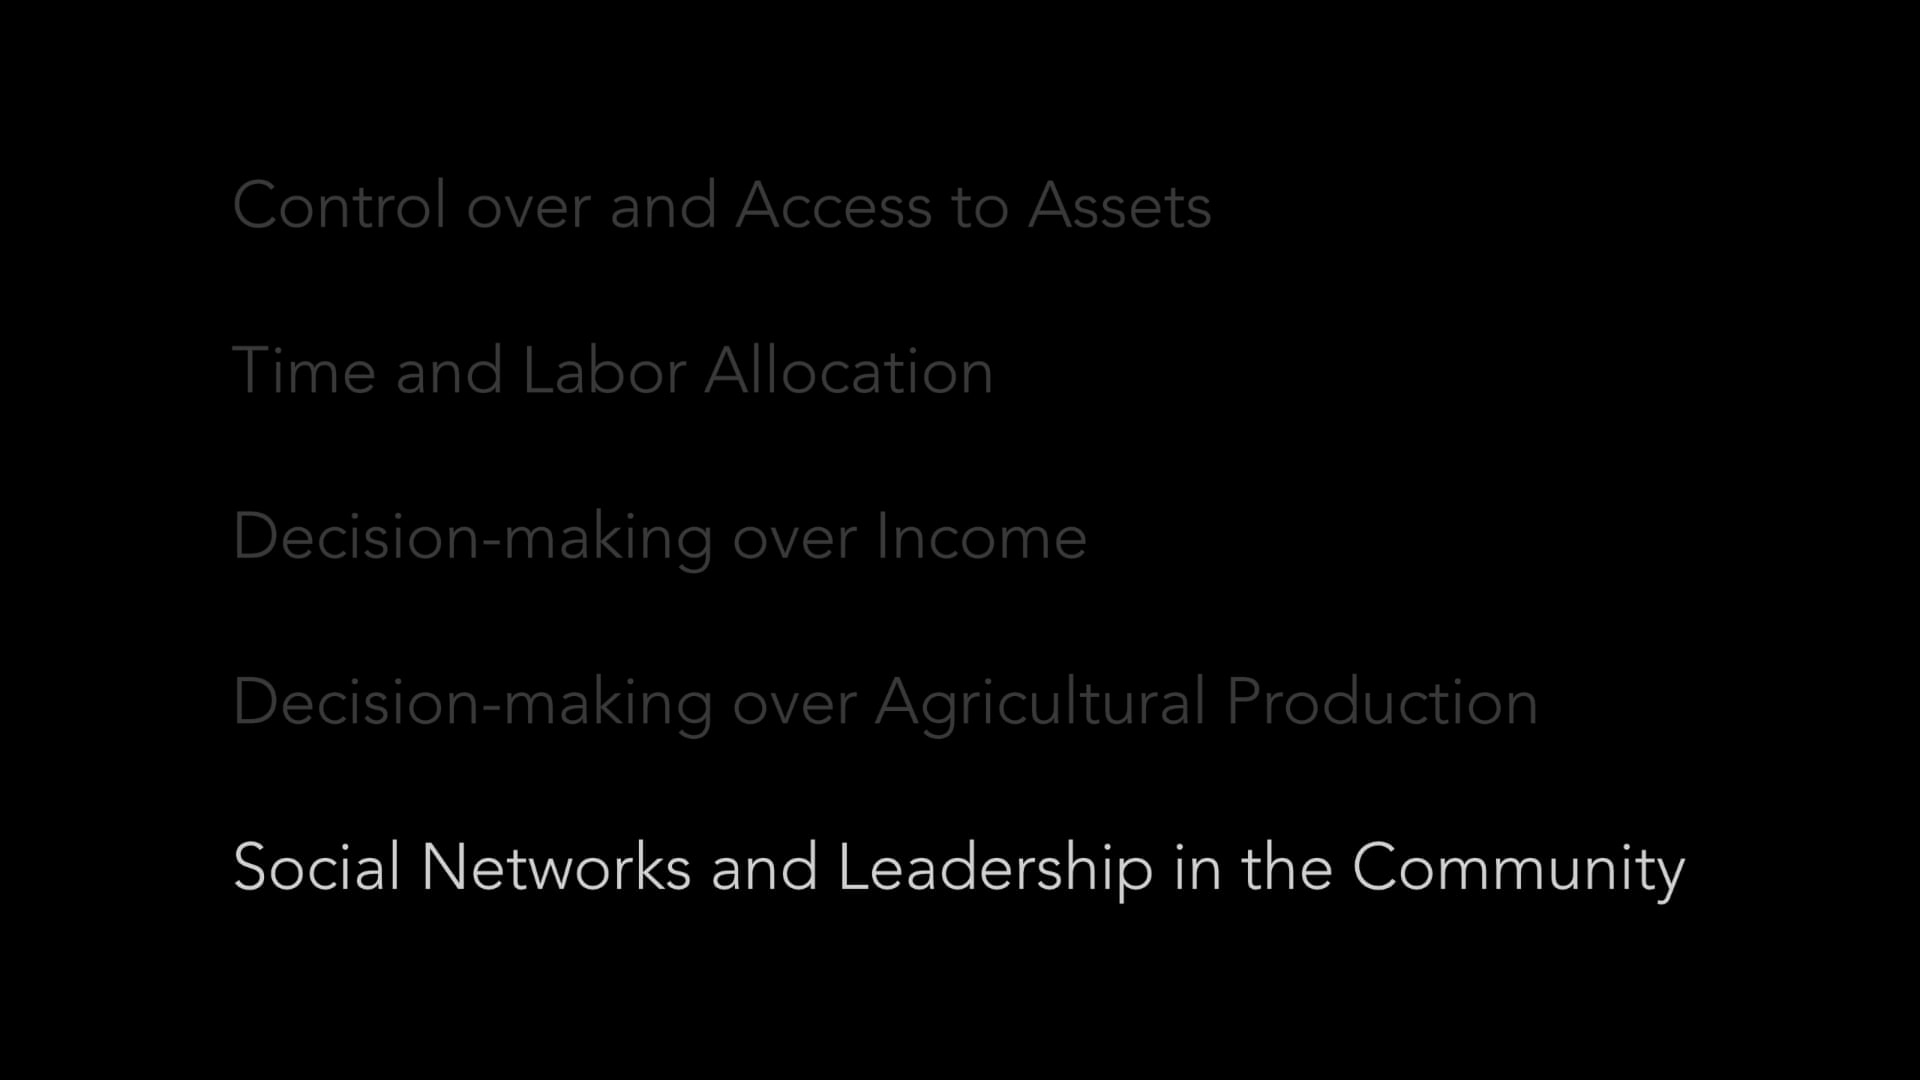 Control over and Access to Assets
Time and Labor Allocation
Decision-making over Income
Decision-making over Agricultural Production
Social Networks and Leadership in the Community